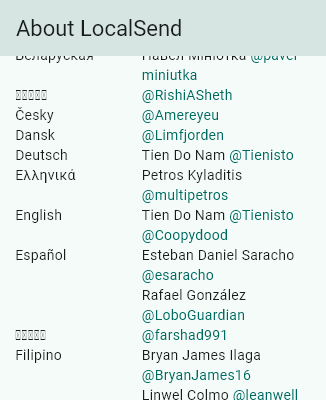 About LocalSend
Беларуская Павел Мінютка @pavel
miniutka
@RishiASheth
Česky @Amereyeu
Dansk @Limfjorden
Deutsch Tien Do Nam @Tienisto
Ελληνικά Petros Kyladitis
@multipetros
English Tien Do Nam @Tienisto
@Coopydood
Español Esteban Daniel Saracho
@esaracho
Rafael González
@LoboGuardian
@farshad991
Filipino Bryan James Ilaga
@BryanJames16
Linwel Colmo @leanwell